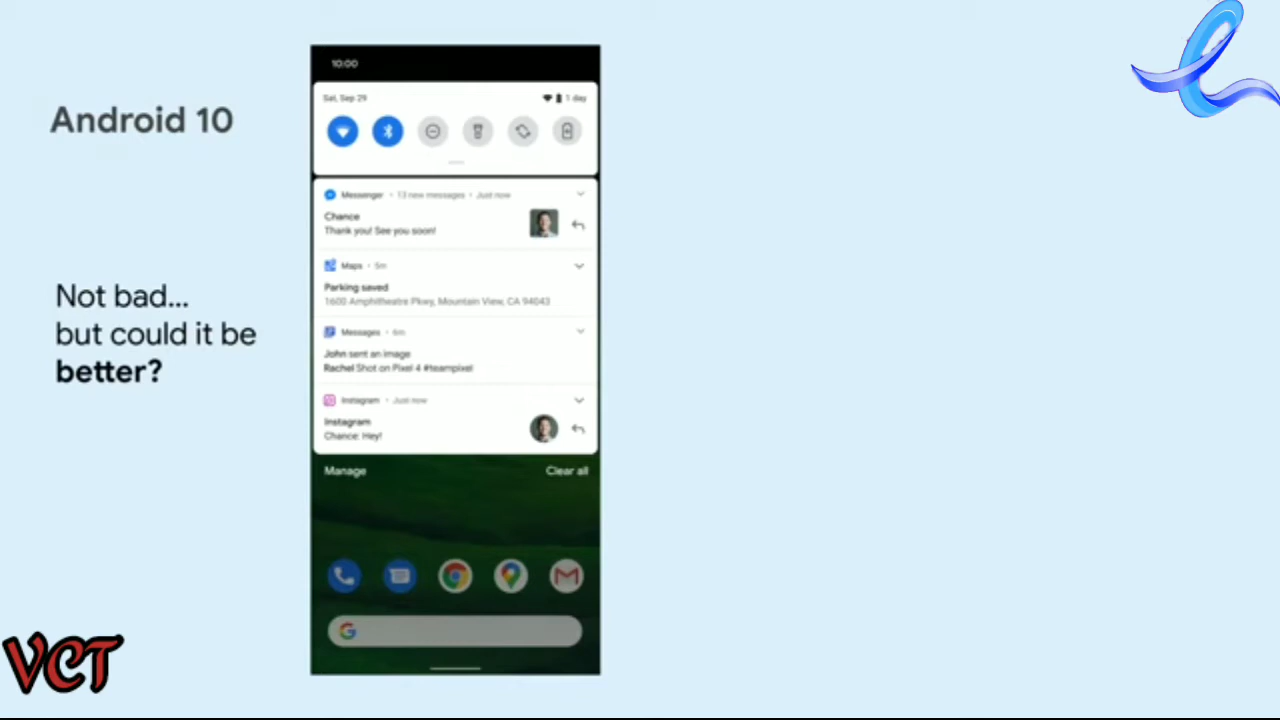 Android 10
Not bad...
but could it be
better?
10:00
Sat, Sep 29
1 day
Messenger • 13 new messages • Just now
Chance
Thank you! See you soon!
Maps • 5m
Parking saved
1600 Amphitheatre Pkwy, Mountain View, CA 94043
Messages • 6m
John sent an image
Rachel Shot on Pixel 4 #teampixel
Instagram • Just now
Instagram
Chance: Hey!
Manage
Clear all
VCT